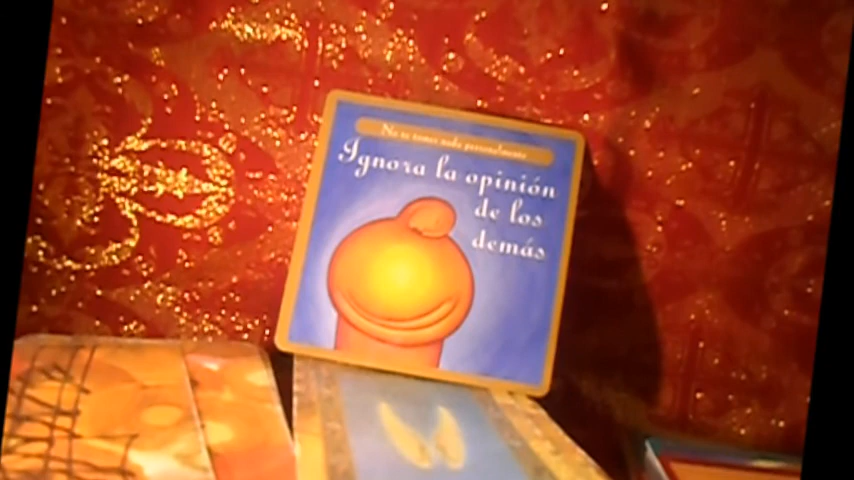 No te tomes nada personalmente
Ignora la opinión
de los
demás